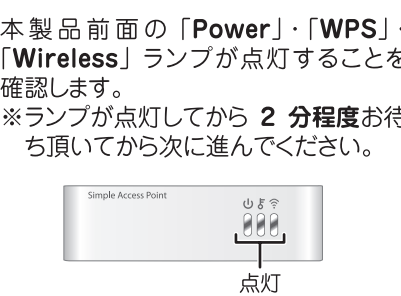 本製品前面の「Power」・「WPS」・
「Wireless」ランプが点灯することを
確認します。
※ランプが点灯してから 2 分程度お待
ち頂いてから次に進んでください。
Simple Access Point
点灯